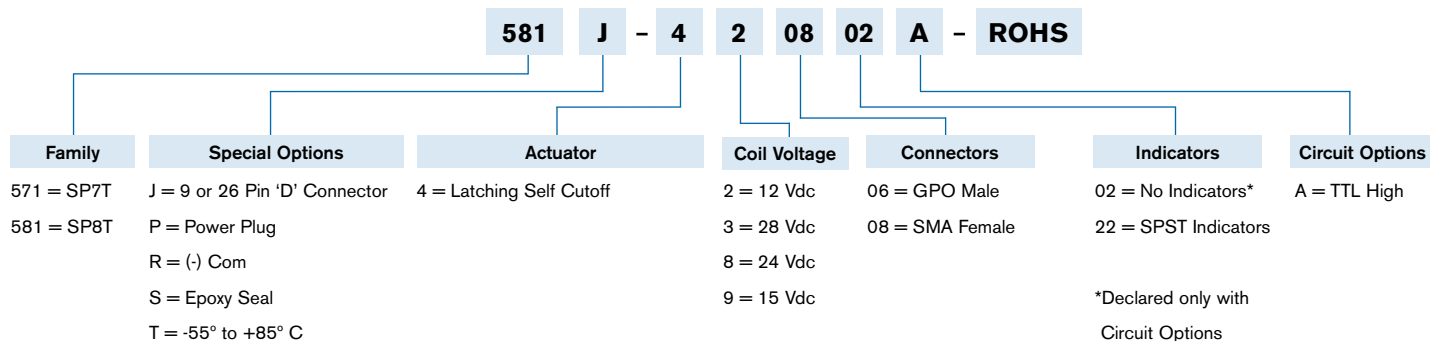 581 J – 4 2 08 02 A – ROHS
Family Special Options Actuator Coil Voltage Connectors Indicators Circuit Options
571 = SP7T J = 9 or 26 Pin ‘D’ Connector 4 = Latching Self Cutoff 2 = 12 Vdc 06 = GPO Male 02 = No Indicators* A = TTL High
581 = SP8T P = Power Plug 3 = 28 Vdc 08 = SMA Female 22 = SPST Indicators
R = (-) Com 8 = 24 Vdc
S = Epoxy Seal 9 = 15 Vdc *Declared only with
T = -55º to +85º C Circuit Options